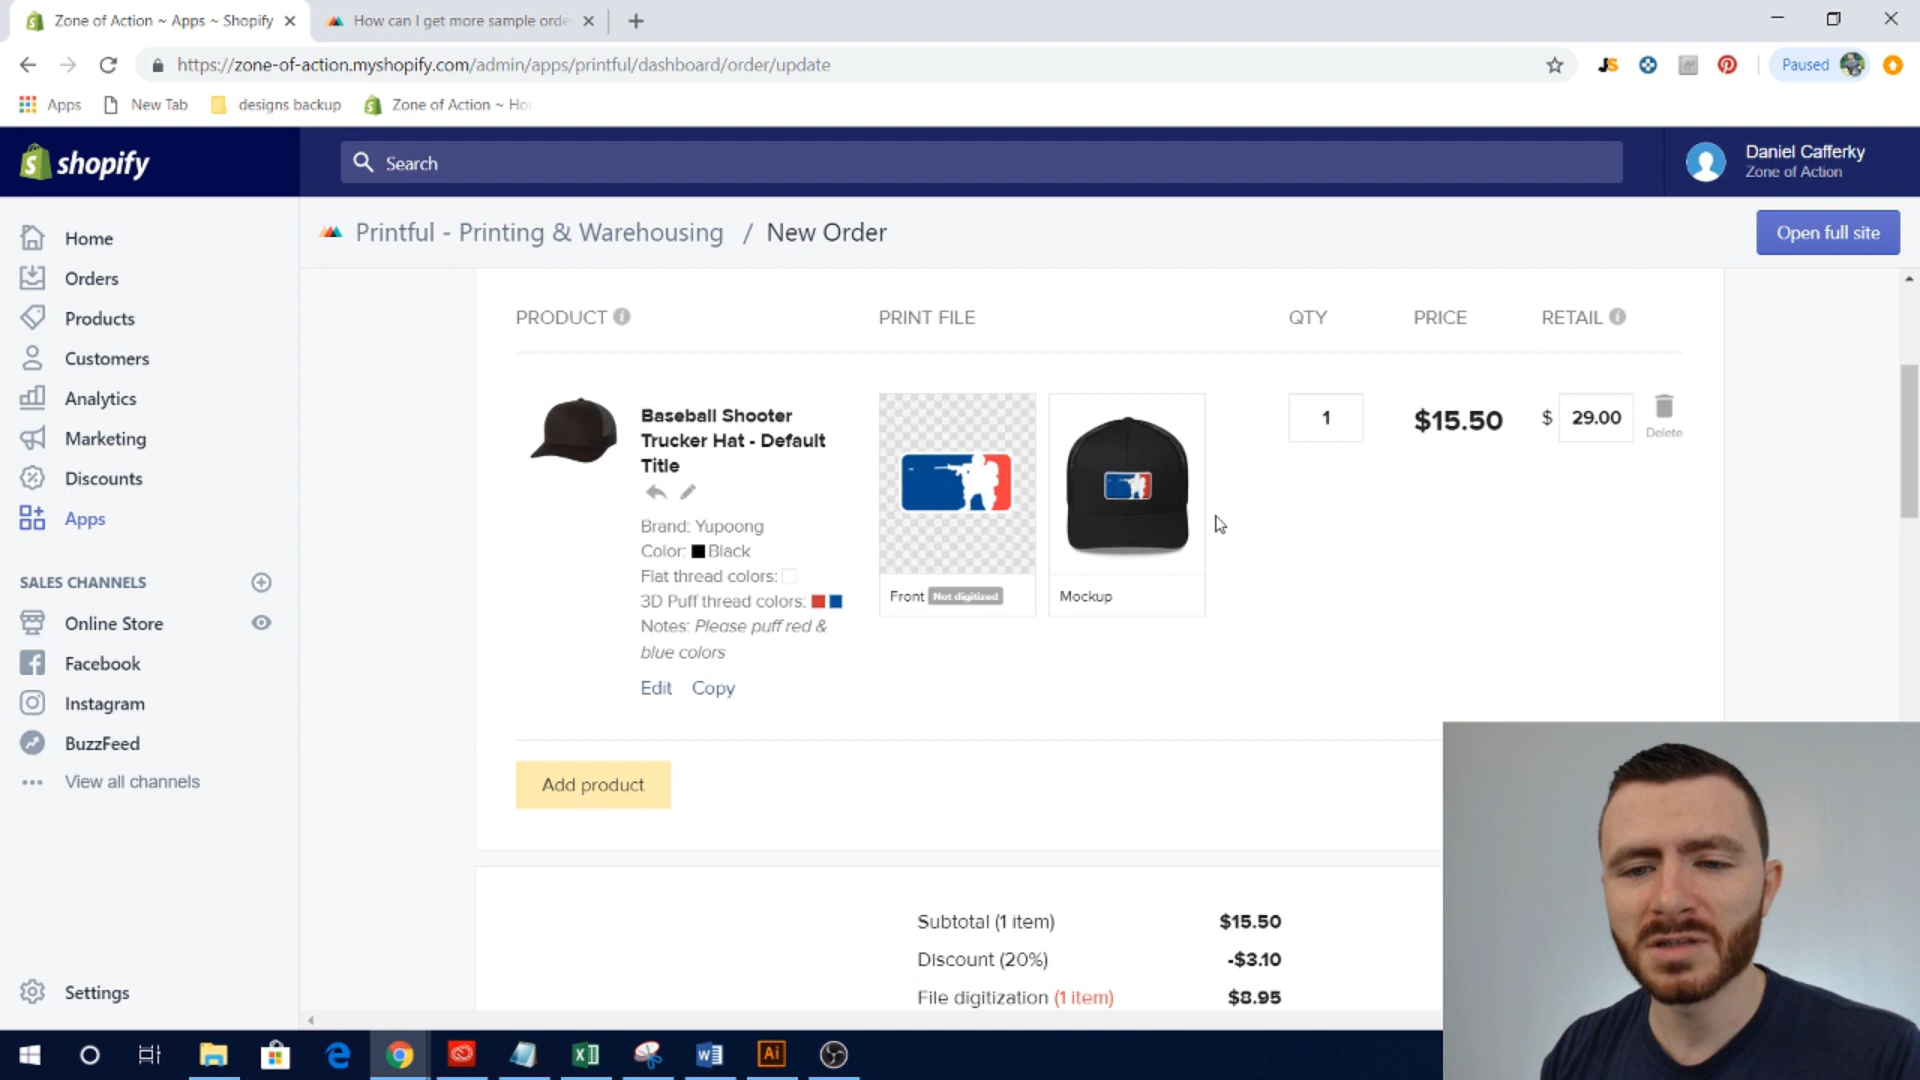 Zone of Action ~ Apps ~ Shopify
How can I get more sample orde
https://zone-of-action.myshopify.com/admin/apps/printful/dashboard/order/update
JS
Paused
Apps
New Tab
designs backup
Zone of Action ~ Ho
shopify
Search
Daniel Cafferky
Zone of Action
Printful - Printing & Warehousing / New Order
Open full site
Home
Orders
Products
Customers
Analytics
Marketing
Discounts
Apps
SALES CHANNELS
Online Store
Facebook
Instagram
BuzzFeed
View all channels
Settings
PRODUCT
PRINT FILE
QTY
PRICE
RETAIL
Baseball Shooter
Trucker Hat - Default
Title
Brand: Yupoong
Color: Black
Flat thread colors:
3D Puff thread colors:
Notes: Please puff red &
blue colors
Edit
Copy
Front Not digitized
Mockup
1
$15.50
$ 29.00
Delete
Add product
Subtotal (1 item) $15.50
Discount (20%) -$3.10
File digitization (1 item) $8.95
Ai